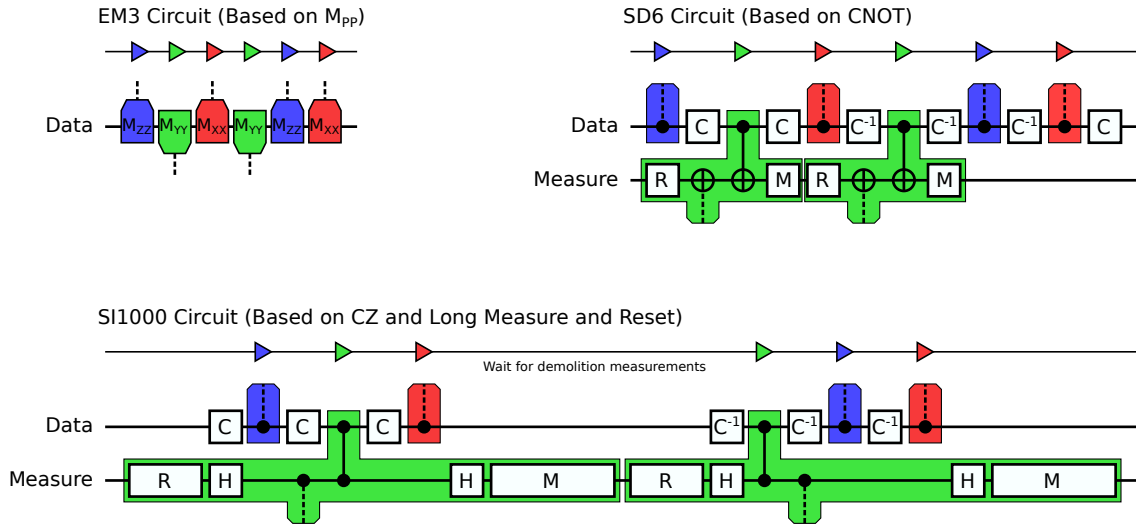 EM3 Circuit (Based on M_PP)
Data M_ZZ M_YY M_XX M_YY M_ZZ M_XX
SD6 Circuit (Based on CNOT)
Data C C C⁻¹ C⁻¹ C⁻¹ C
Measure R M R M
SI1000 Circuit (Based on CZ and Long Measure and Reset)
Wait for demolition measurements
Data C C C C⁻¹ C⁻¹ C⁻¹
Measure R H H M R H H M